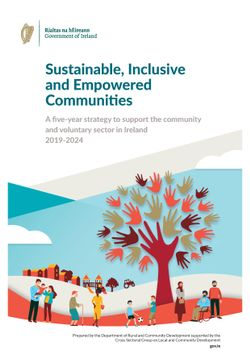 Rialtas na hÉireann
Government of Ireland
Sustainable, Inclusive
and Empowered
Communities
A five-year strategy to support the community
and voluntary sector in Ireland
2019-2024
Prepared by the Department of Rural and Community Development supported by the
Cross Sectoral Group on Local and Community Development
gov.ie